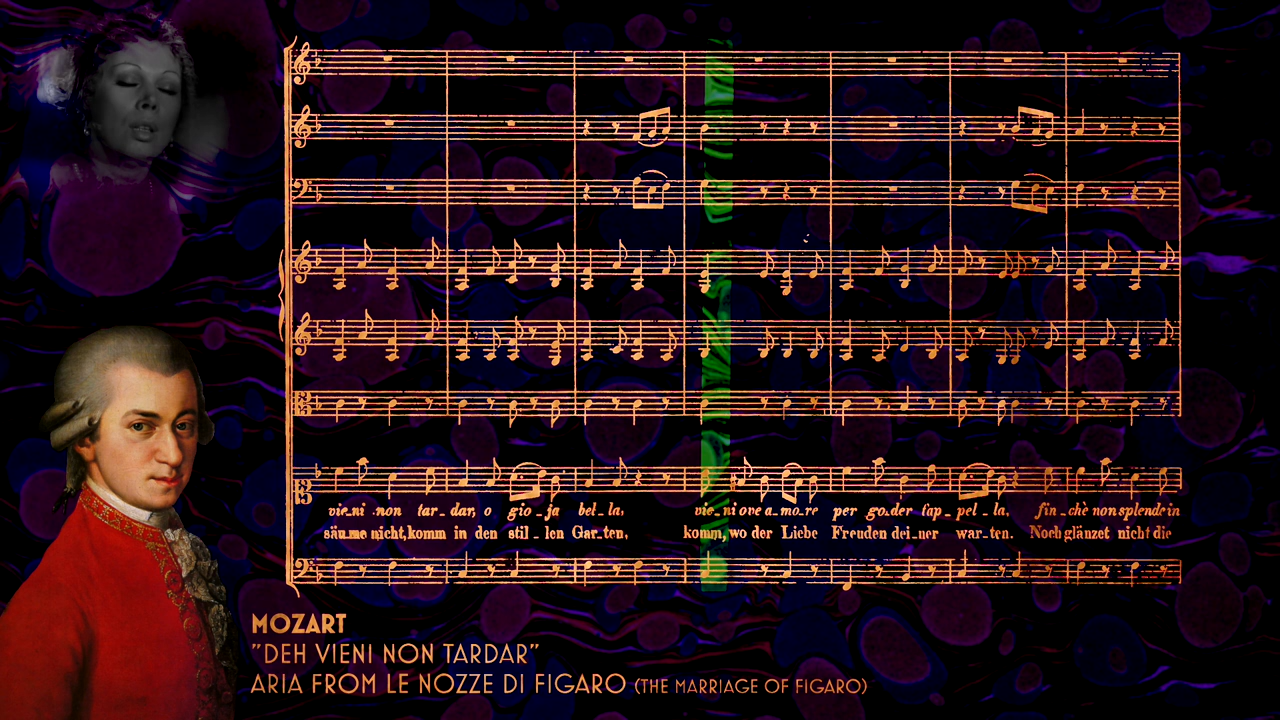 vie_ni non tar_dar, o gio_ja bel_la, vie_ni ove a_mo_re per go_der l'ap_pel_la, fin_chè non splende in
säu_me nicht, komm in den stil_len Gar_ten, komm, wo der Liebe Freuden dei_ner war_ten. Noch glänzet nicht die
MOZART
"DEH VIENI NON TARDAR"
ARIA FROM LE NOZZE DI FIGARO (THE MARRIAGE OF FIGARO)